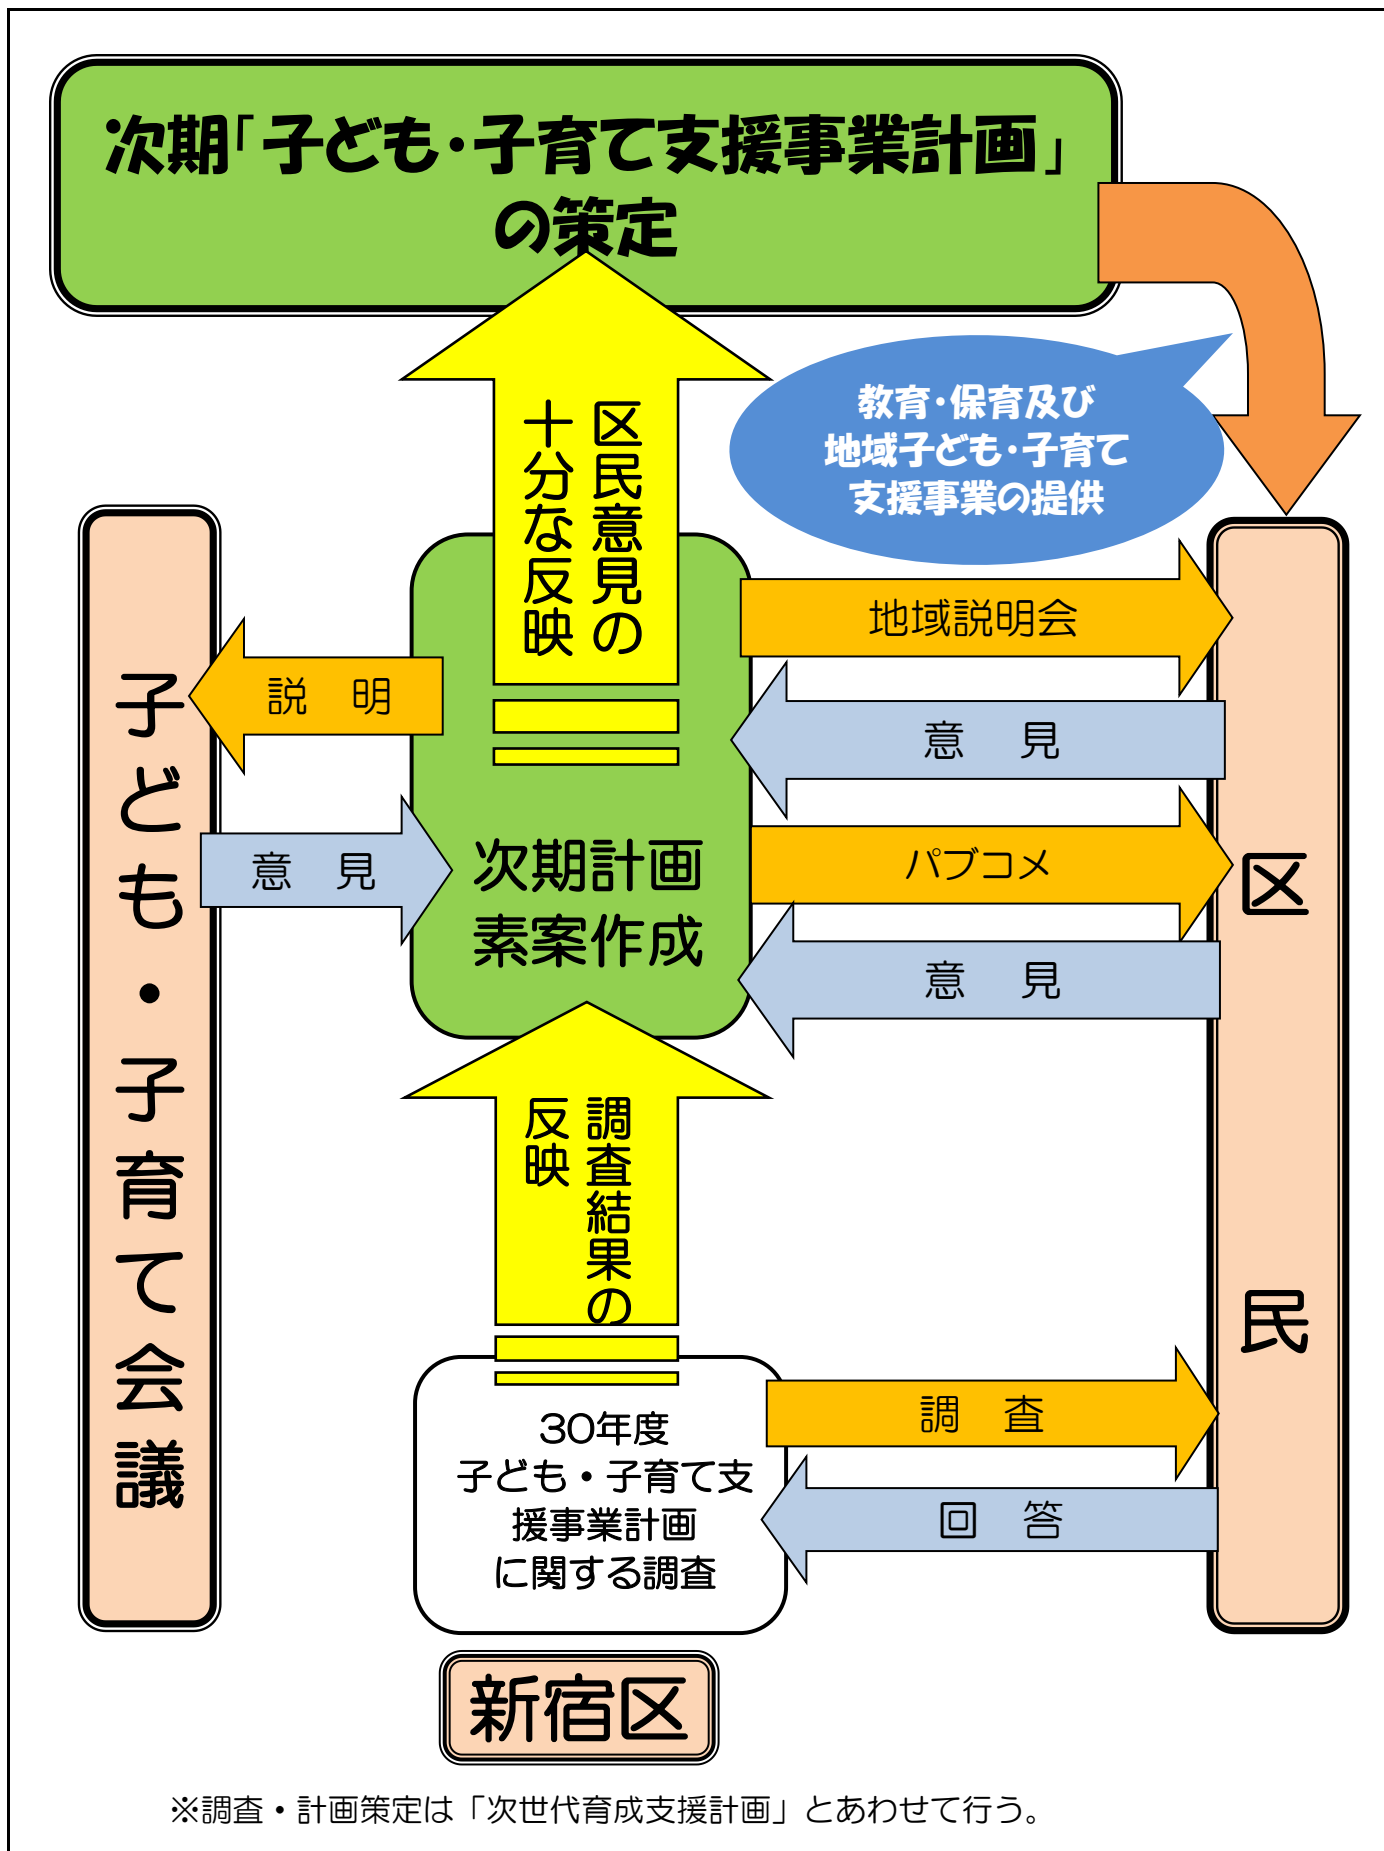 次期「子ども・子育て支援事業計画」
の策定
教育・保育及び
地域子ども・子育て
支援事業の提供
区民意見の
十分な反映
地域説明会
説 明
意 見
意 見
パブコメ
次期計画
素案作成
意 見
子ども・子育て会議
区 民
調査結果の
反映
調 査
30年度
子ども・子育て支
援事業計画
に関する調査
回 答
新宿区
※調査・計画策定は「次世代育成支援計画」とあわせて行う。